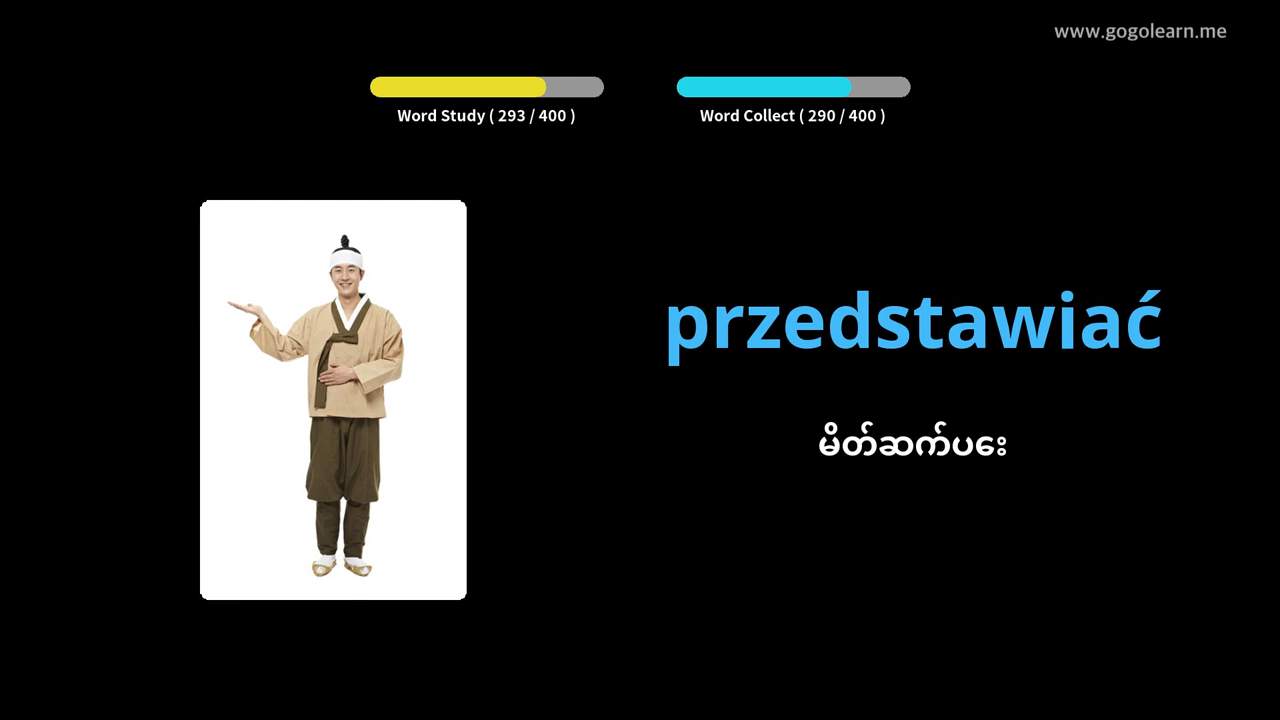 www.gogolearn.me
Word Study ( 293 / 400 )
Word Collect ( 290 / 400 )
przedstawiać
မိတ်ဆက်ပေး